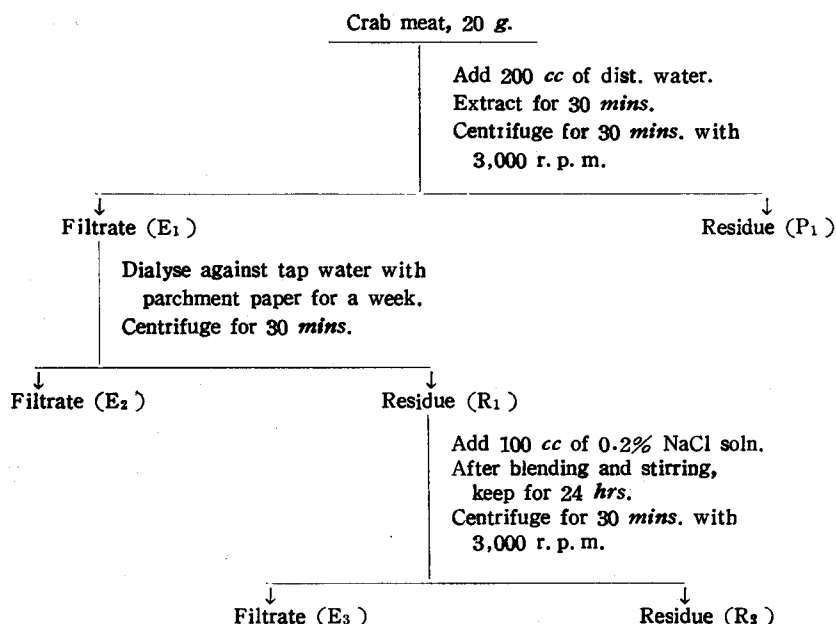 Crab meat, 20 g.
Add 200 cc of dist. water.
Extract for 30 mins.
Centrifuge for 30 mins. with
3,000 r. p. m.
Filtrate (E₁)
Residue (P₁)
Dialyse against tap water with
parchment paper for a week.
Centrifuge for 30 mins.
Filtrate (E₂)
Residue (R₁)
Add 100 cc of 0.2% NaCl soln.
After blending and stirring,
keep for 24 hrs.
Centrifuge for 30 mins. with
3,000 r. p. m.
Filtrate (E₃)
Residue (R₂)